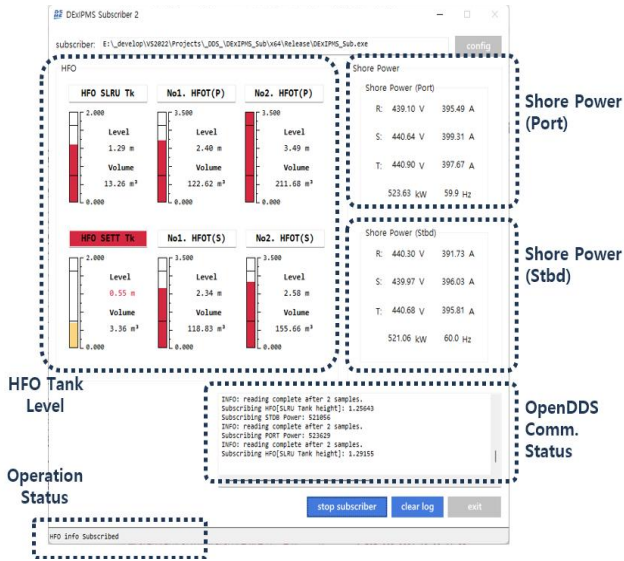 DExIPMS Subscriber 2
subscriber: E:\_develop\VS2022\Projects\_DDS_\DExIPMS_Sub\x64\Release\DExIPMS_Sub.exe config
HFO
HFO SLRU Tk No1. HFOT(P) No2. HFOT(P)
2.000 3.500 3.500
Level Level Level
1.29 m 2.40 m 3.49 m
Volume Volume Volume
13.26 m³ 122.62 m³ 211.68 m³
0.000 0.000 0.000
HFO SETT Tk No1. HFOT(S) No2. HFOT(S)
2.000 3.500 3.500
Level Level Level
0.55 m 2.34 m 2.58 m
Volume Volume Volume
3.36 m³ 118.83 m³ 155.66 m³
0.000 0.000 0.000
Shore Power
Shore Power (Port)
R: 439.10 V 395.49 A
S: 440.64 V 399.31 A
T: 440.90 V 397.67 A
523.63 kW 59.9 Hz
Shore Power (Stbd)
R: 440.30 V 391.73 A
S: 439.97 V 396.03 A
T: 440.68 V 395.81 A
521.06 kW 60.0 Hz
Shore Power
(Port)
Shore Power
(Stbd)
HFO Tank
Level
INFO: reading complete after 2 samples.
Subscribing HFO[SLRU Tank height]: 1.25643
Subscribing STDB Power: 521056
INFO: reading complete after 2 samples.
Subscribing PORT Power: 523629
INFO: reading complete after 2 samples.
Subscribing HFO[SLRU Tank height]: 1.29155
OpenDDS
Comm.
Status
Operation
Status
stop subscriber clear log exit
HFO info Subscribed